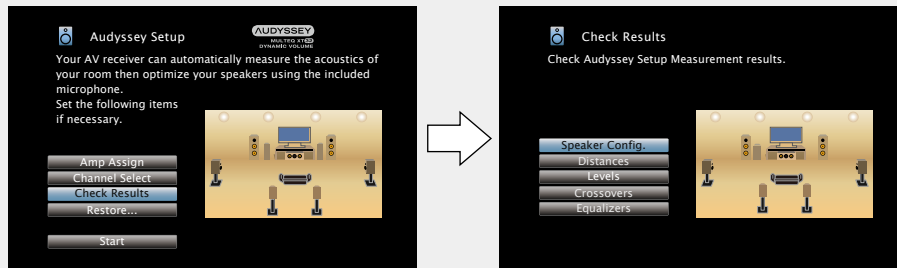 Audyssey Setup
AUDYSSEY
MULTEQ XT32
DYNAMIC VOLUME
Your AV receiver can automatically measure the acoustics of
your room then optimize your speakers using the included
microphone.
Set the following items
if necessary.
Amp Assign
Channel Select
Check Results
Restore...
Start
Check Results
Check Audyssey Setup Measurement results.
Speaker Config.
Distances
Levels
Crossovers
Equalizers